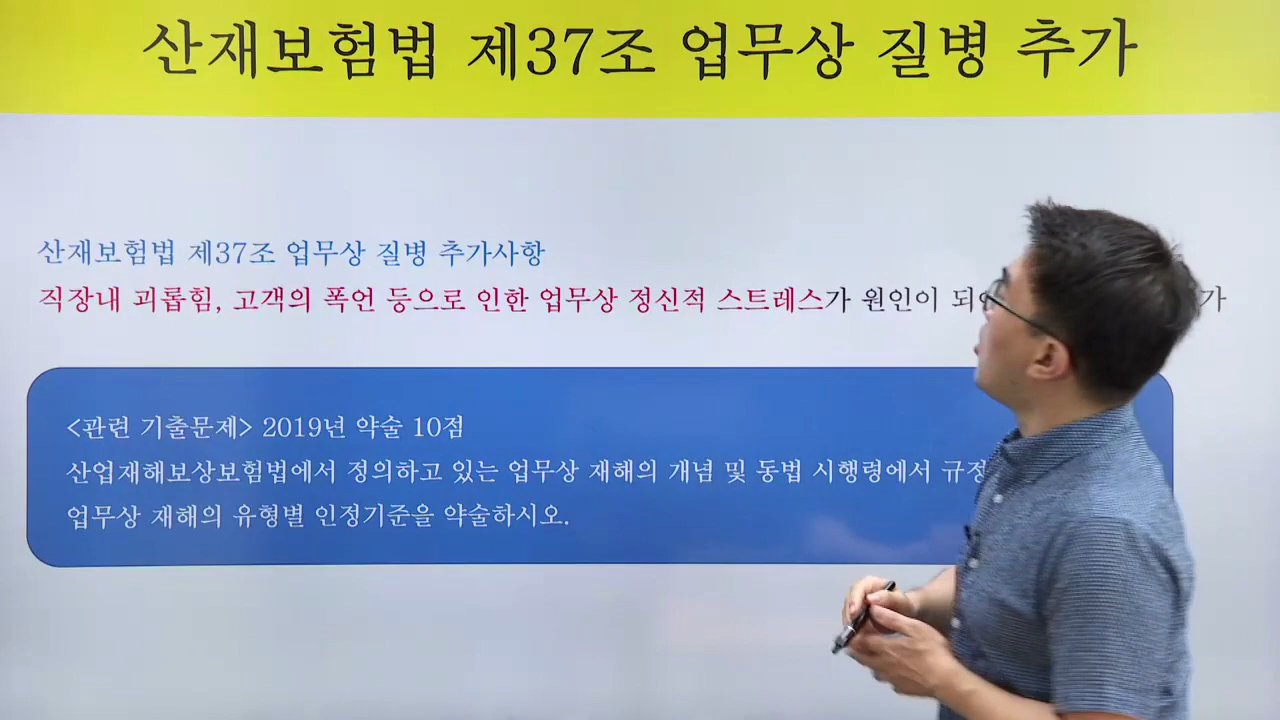 산재보험법 제37조 업무상 질병 추가
산재보험법 제37조 업무상 질병 추가사항
직장내 괴롭힘, 고객의 폭언 등으로 인한 업무상 정신적 스트레스가 원인이
<관련 기출문제> 2019년 약술 10점
산업재해보상보험법에서 정의하고 있는 업무상 재해의 개념 및 동법 시행령에서
업무상 재해의 유형별 인정기준을 약술하시오.